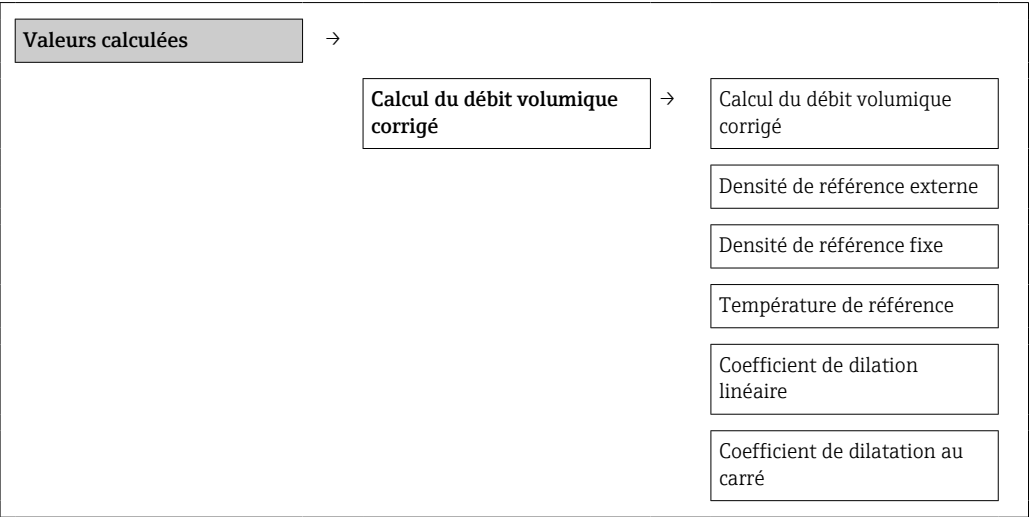 Valeurs calculées →
Calcul du débit volumique
corrigé
→
Calcul du débit volumique
corrigé
Densité de référence externe
Densité de référence fixe
Température de référence
Coefficient de dilation
linéaire
Coefficient de dilatation au
carré